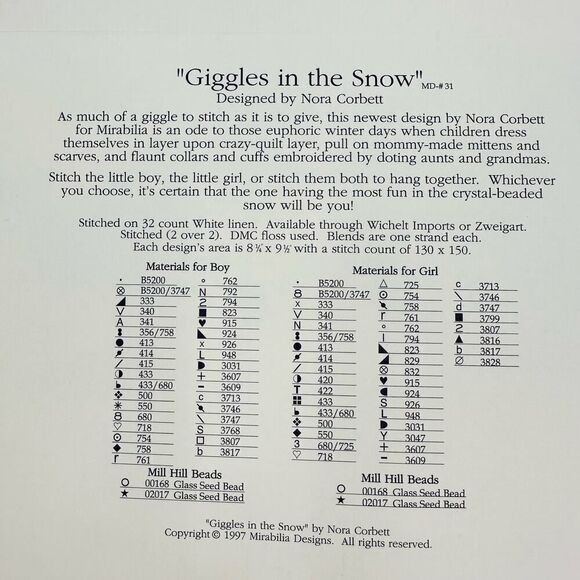 "Giggles in the Snow" MD-#31
Designed by Nora Corbett
As much of a giggle to stitch as it is to give, this newest design by Nora Corbett
for Mirabilia is an ode to those euphoric winter days when children dress
themselves in layer upon crazy-quilt layer, pull on mommy-made mittens and
scarves, and flaunt collars and cuffs embroidered by doting aunts and grandmas.
Stitch the little boy, the little girl, or stitch them both to hang together. Whichever
you choose, it's certain that the one having the most fun in the crystal-beaded
snow will be you!
Stitched on 32 count White linen. Available through Wichelt Imports or Zweigart.
Stitched (2 over 2). DMC floss used. Blends are one strand each.
Each design's area is 8¼ x 9½ with a stitch count of 130 x 150.
Materials for Boy
· B5200
⊗ B5200/3747
◢ 333
V 340
A 341
356/758
● 413
414
/ 415
◑ 433
433/680
❖ 500
✳ 550
8 680
♡ 718
⊙ 754
◆ 758
r 761
° 762
N 792
2 794
■ 823
♥ 915
◣ 924
x 926
L 948
D 3031
+ 3607
− 3609
c 3713
3746
\ 3747
S 3768
□ 3807
b 3817
Mill Hill Beads
○ 00168 Glass Seed Bead
★ 02017 Glass Seed Bead
Materials for Girl
· B5200
8 B5200/3747
x 333
V 340
N 341
356/758
● 413
414
/ 415
◑ 420
T 422
⊞ 433
433/680
❖ 500
◆ 550
3 680/725
♡ 718
△ 725
⊙ 754
758
r 761
° 762
I 794
◣ 823
◢ 829
⊗ 832
♥ 915
924
S 926
L 948
D 3031
Y 3047
+ 3607
− 3609
c 3713
\ 3746
d 3747
■ 3799
2 3807
▲ 3816
b 3817
∅ 3828
Mill Hill Beads
○ 00168 Glass Seed Bead
★ 02017 Glass Seed Bead
"Giggles in the Snow" by Nora Corbett
Copyright © 1997 Mirabilia Designs. All rights reserved.